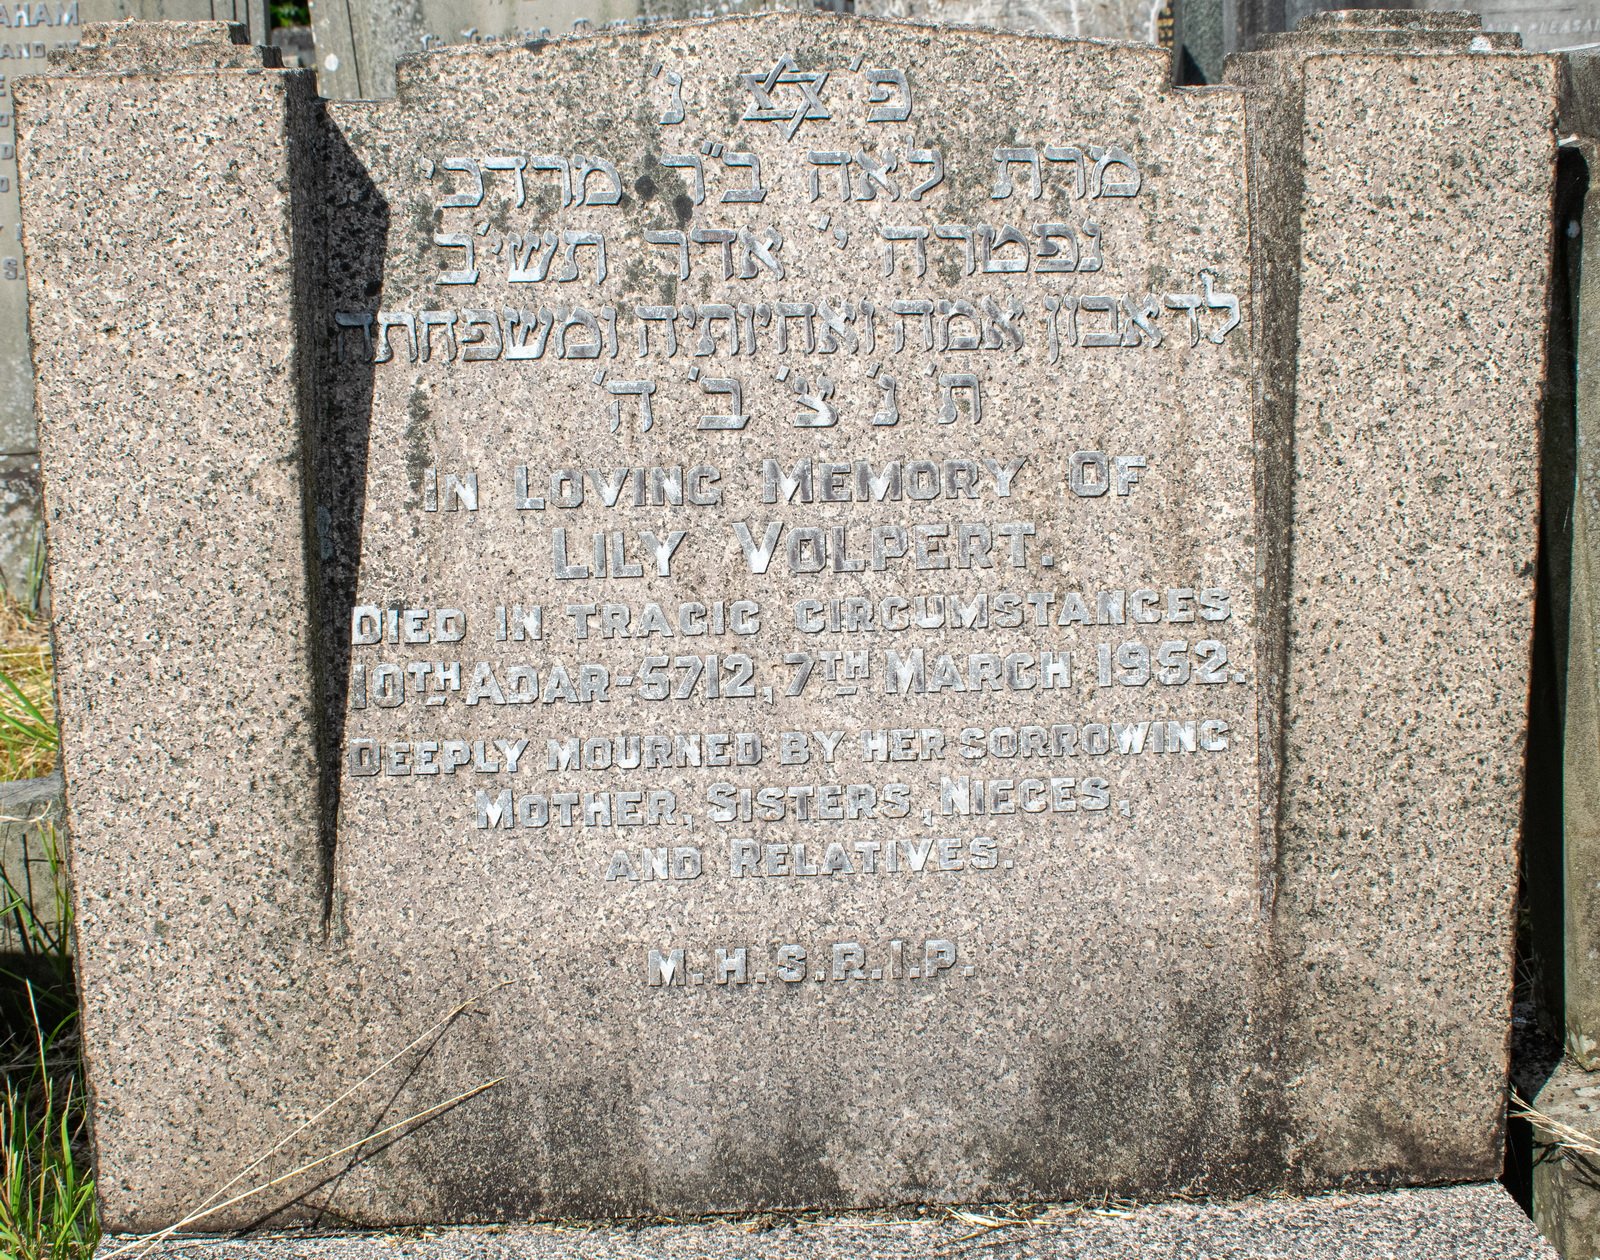 פ' נ'
מרת לאה ב"ר מרדכי
נפטרה י' אדר תשי"ב
לדאבון אמה ואחיותיה ומשפחתה
ת' נ' צ' ב' ה'
IN LOVING MEMORY OF
LILY VOLPERT.
DIED IN TRAGIC CIRCUMSTANCES
10TH ADAR-5712, 7TH MARCH 1952.
DEEPLY MOURNED BY HER SORROWING
MOTHER, SISTERS, NIECES,
AND RELATIVES.
M.H.S.R.I.P.